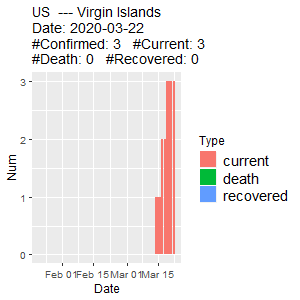 US  --- Virgin Islands
Date: 2020-03-22
#Confirmed: 3   #Current: 3
#Death: 0   #Recovered: 0
3
2
1
0
Num
Feb 01
Feb 15
Mar 01
Mar 15
Date
Type
current
death
recovered